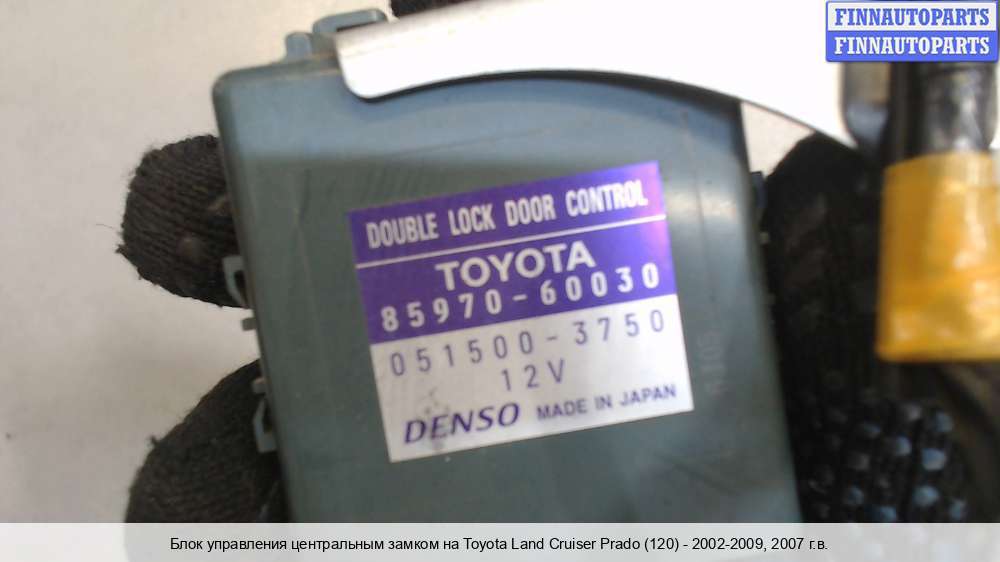 FINNAUTOPARTS
FINNAUTOPARTS
DOUBLE LOCK DOOR CONTROL
TOYOTA
85970-60030
051500-3750
12V
DENSO MADE IN JAPAN
Блок управления центральным замком на Toyota Land Cruiser Prado (120) - 2002-2009, 2007 г.в.